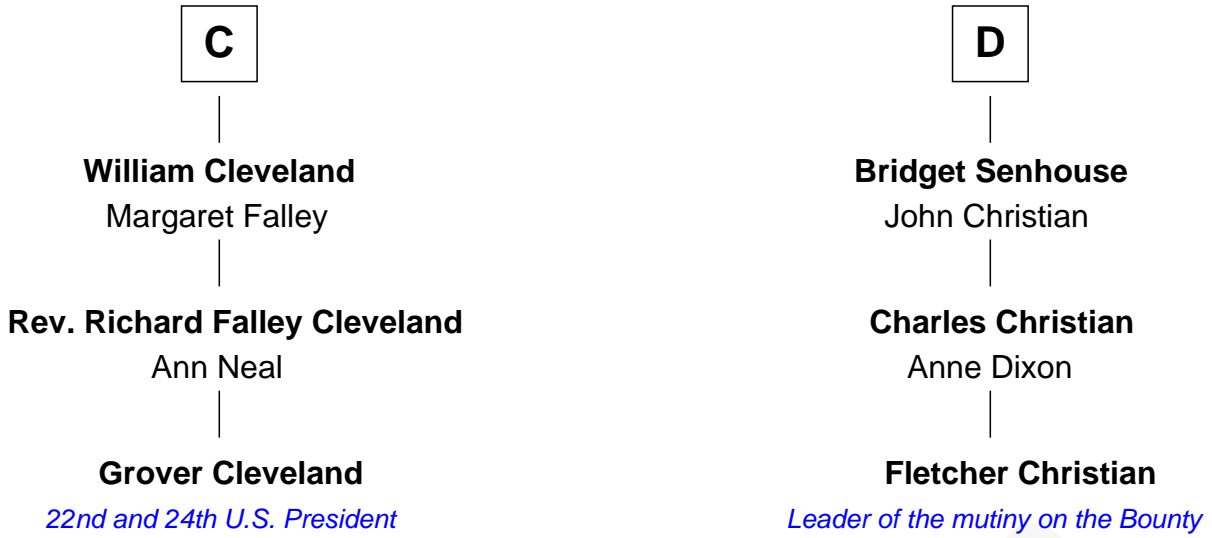 C
William Cleveland
Margaret Falley
Rev. Richard Falley Cleveland
Ann Neal
Grover Cleveland
22nd and 24th U.S. President
D
Bridget Senhouse
John Christian
Charles Christian
Anne Dixon
Fletcher Christian
Leader of the mutiny on the Bounty